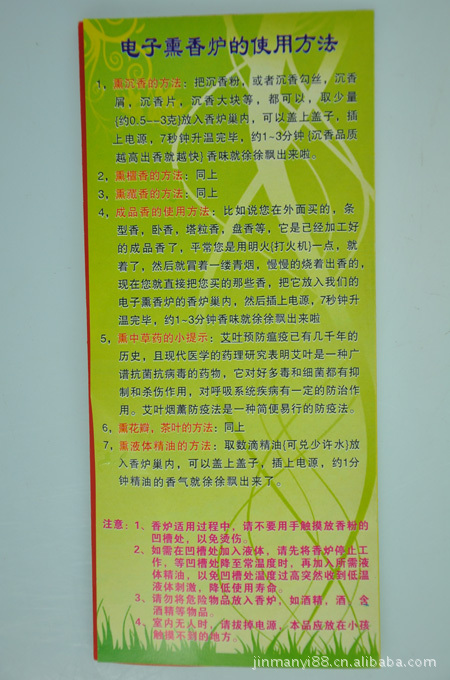 电子熏香炉的使用方法
1，熏沉香的方法：把沉香粉，或者沉香勾丝，沉香
屑，沉香片，沉香大块等，都可以，取少量
{约0.5--3克}放入香炉巢内，可以盖上盖子，插
上电源，7秒钟升温完毕，约1~3分钟{沉香品质
越高出香就越快}香味就徐徐飘出来啦。
2，熏檀香的方法：同上
3，熏窊香的方法：同上
4，成品香的使用方法：比如说您在外面买的，条
型香，卧香，塔粒香，盘香等，它是已经加工好
的成品香了，平常您是用明火{打火机}一点，就
着了，然后就冒着一缕青烟，慢慢的烧着出香的，
现在您就直接把您买的那些香，把它放入我们的
电子熏香炉的香炉巢内，然后插上电源，7秒钟升
温完毕，约1~3分钟香味就徐徐飘出来啦
5，熏中草药的小提示：艾叶预防瘟疫已有几千年的
历史，且现代医学的药理研究表明艾叶是一种广
谱抗菌抗病毒的药物，它对好多毒和细菌都有抑
制和杀伤作用，对呼吸系统疾病有一定的防治作
用。艾叶烟薰防疫法是一种简便易行的防疫法。
6，熏花瓣，茶叶的方法：同上
7，熏液体精油的方法：取数滴精油{可兑少许水}放
入香炉巢内，可以盖上盖子，插上电源，约1分
钟精油的香气就徐徐飘出来了。
注意：1、香炉适用过程中，请不要用手触摸放香粉的
凹槽处，以免烫伤。
2、如需在凹槽处加入液体，请先将香炉停止工
作，等凹槽处降至常温度时，再加入所需液
体精油，以免凹槽处温度过高突然收到低温
液体刺激，降低使用寿命。
3、请勿将危险物品放入香炉，如酒精，酒，含
酒精等物品。
4、室内无人时，请拔掉电源，本品应放在小孩
触摸不到的地方。
jinmanyi88.cn.alibaba.com